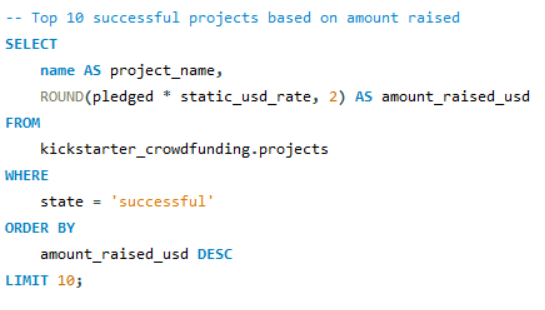 -- Top 10 successful projects based on amount raised
SELECT
    name AS project_name,
    ROUND(pledged * static_usd_rate, 2) AS amount_raised_usd
FROM
    kickstarter_crowdfunding.projects
WHERE
    state = 'successful'
ORDER BY
    amount_raised_usd DESC
LIMIT 10;